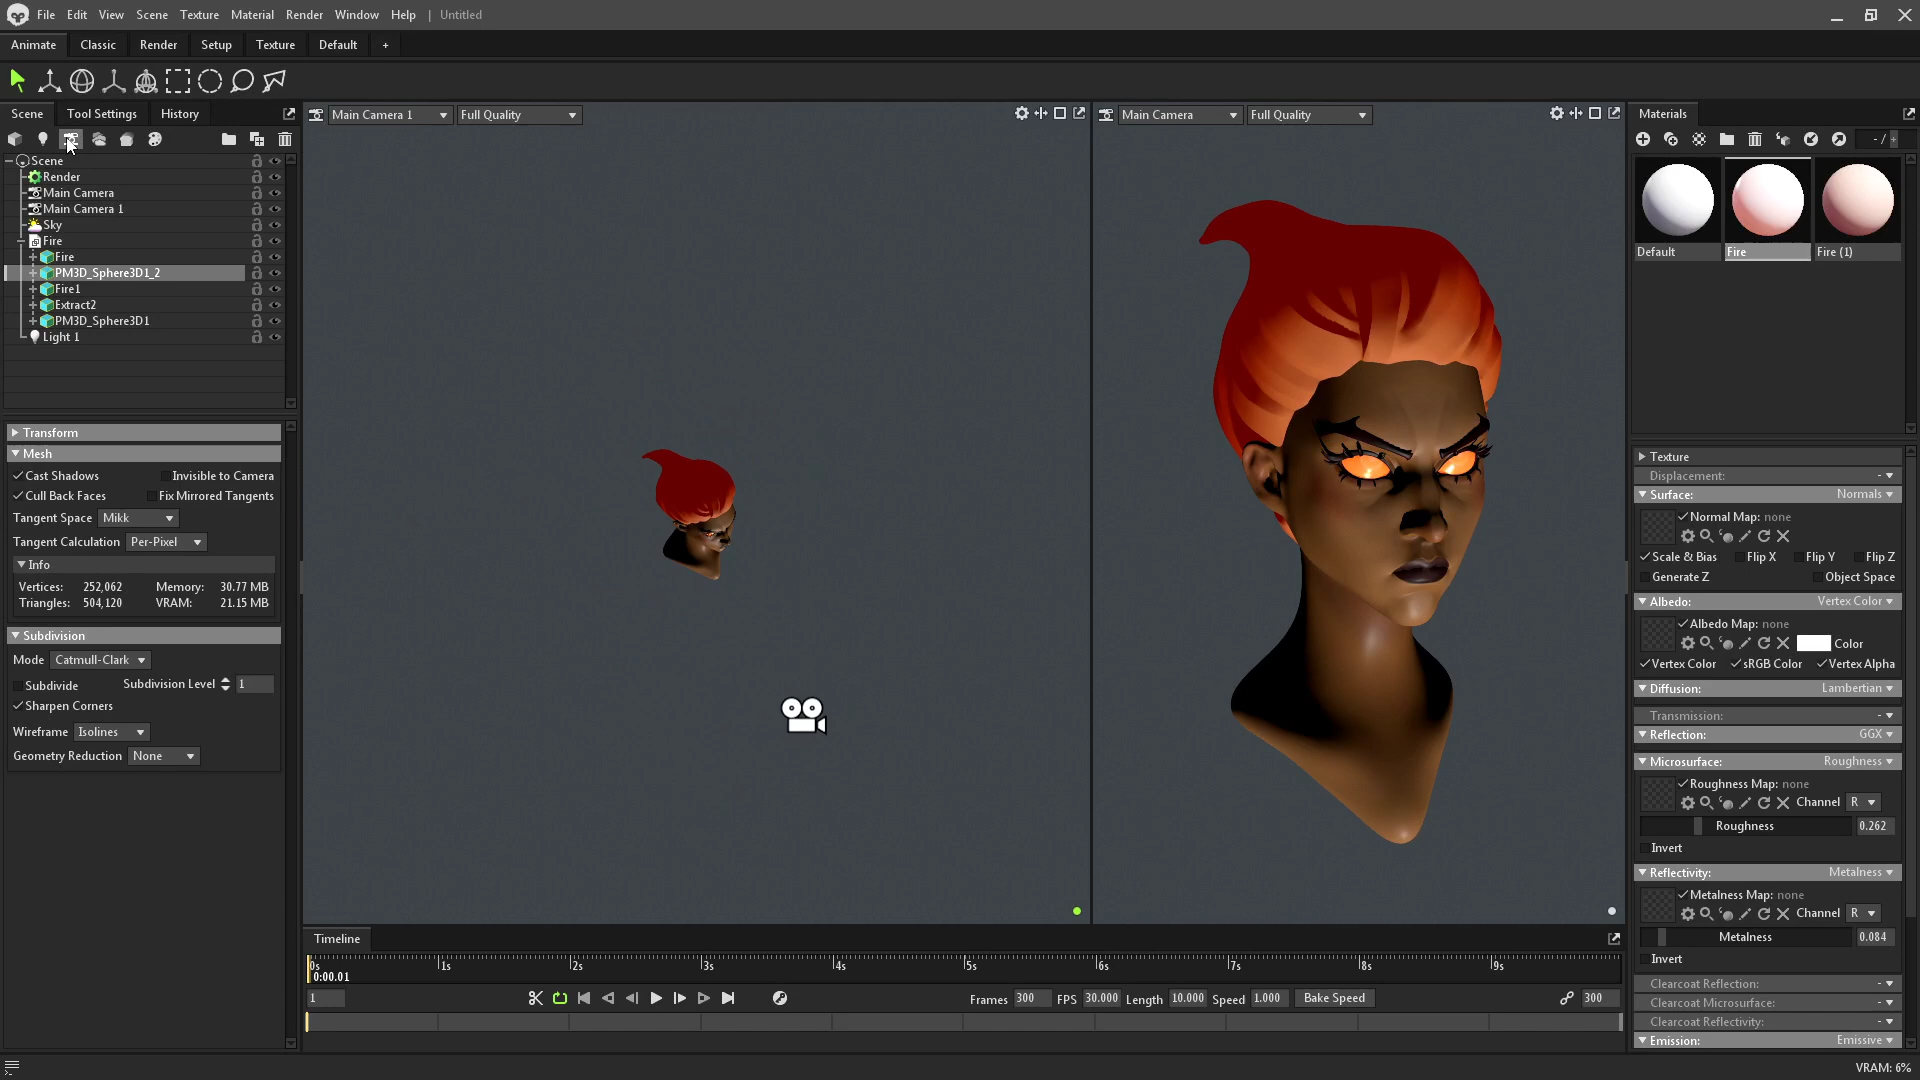 File Edit View Scene Texture Material Render Window Help | Untitled
Animate Classic Render Setup Texture Default +
Scene Tool Settings History
Main Camera 1 Full Quality
Main Camera Full Quality
Materials
- / +
Scene
Render
Main Camera
Main Camera 1
Sky
Fire
Fire
PM3D_Sphere3D1_2
Fire1
Extract2
PM3D_Sphere3D1
Light 1
Default Fire Fire (1)
Transform
Mesh
Cast Shadows Invisible to Camera
Cull Back Faces Fix Mirrored Tangents
Tangent Space Mikk
Tangent Calculation Per-Pixel
Info
Vertices: 252,062 Memory: 30.77 MB
Triangles: 504,120 VRAM: 21.15 MB
Subdivision
Mode Catmull-Clark
Subdivide Subdivision Level 1
Sharpen Corners
Wireframe Isolines
Geometry Reduction None
Texture
Displacement: -
Surface: Normals
Normal Map: none
Scale & Bias Flip X Flip Y Flip Z
Generate Z Object Space
Albedo: Vertex Color
Albedo Map: none
Color
Vertex Color sRGB Color Vertex Alpha
Diffusion: Lambertian
Transmission: -
Reflection: GGX
Microsurface: Roughness
Roughness Map: none
Channel R
Roughness 0.262
Invert
Reflectivity: Metalness
Metalness Map: none
Channel R
Metalness 0.084
Invert
Clearcoat Reflection: -
Clearcoat Microsurface: -
Clearcoat Reflectivity: -
Emission: Emissive
Timeline
0s 1s 2s 3s 4s 5s 6s 7s 8s 9s
0:00.01
1 Frames 300 FPS 30.000 Length 10.000 Speed 1.000 Bake Speed 300
VRAM: 6%